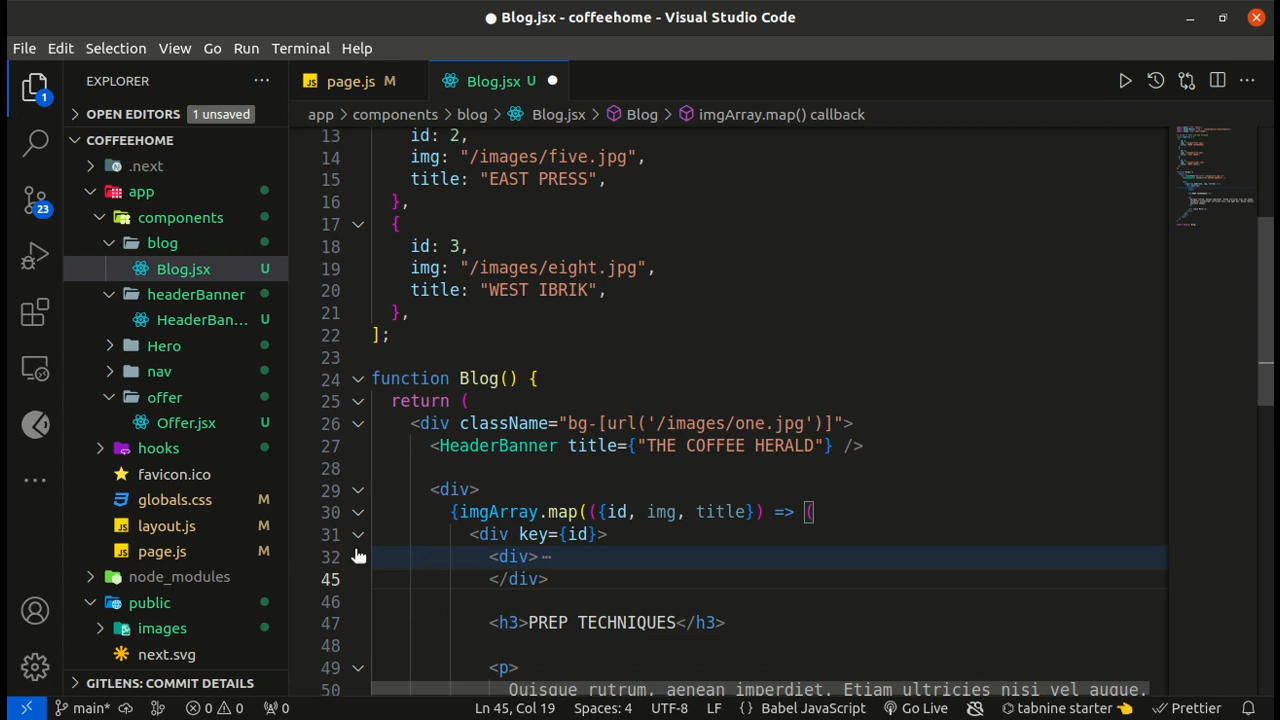 ● Blog.jsx - coffeehome - Visual Studio Code
File Edit Selection View Go Run Terminal Help
EXPLORER
OPEN EDITORS 1 unsaved
COFFEEHOME
.next
app
components
blog
Blog.jsx U
headerBanner
HeaderBan... U
Hero
nav
offer
Offer.jsx U
hooks
favicon.ico
globals.css M
layout.js M
page.js M
node_modules
public
images
next.svg
GITLENS: COMMIT DETAILS
1
23
page.js M
Blog.jsx U
app > components > blog > Blog.jsx > Blog > imgArray.map() callback
13 id: 2,
14 img: "/images/five.jpg",
15 title: "EAST PRESS",
16 },
17 {
18 id: 3,
19 img: "/images/eight.jpg",
20 title: "WEST IBRIK",
21 },
22 ];
23
24 function Blog() {
25 return (
26 <div className="bg-[url('/images/one.jpg')]">
27 <HeaderBanner title={"THE COFFEE HERALD"} />
28
29 <div>
30 {imgArray.map(({id, img, title}) => (
31 <div key={id}>
32 <div>⋯
45 </div>
46
47 <h3>PREP TECHNIQUES</h3>
48
49 <p>
50 Quisque rutrum, aenean imperdiet. Etiam ultricies nisi vel augue.
main* 0 0 0 Ln 45, Col 19 Spaces: 4 UTF-8 LF {} Babel JavaScript Go Live tabnine starter 👈 Prettier